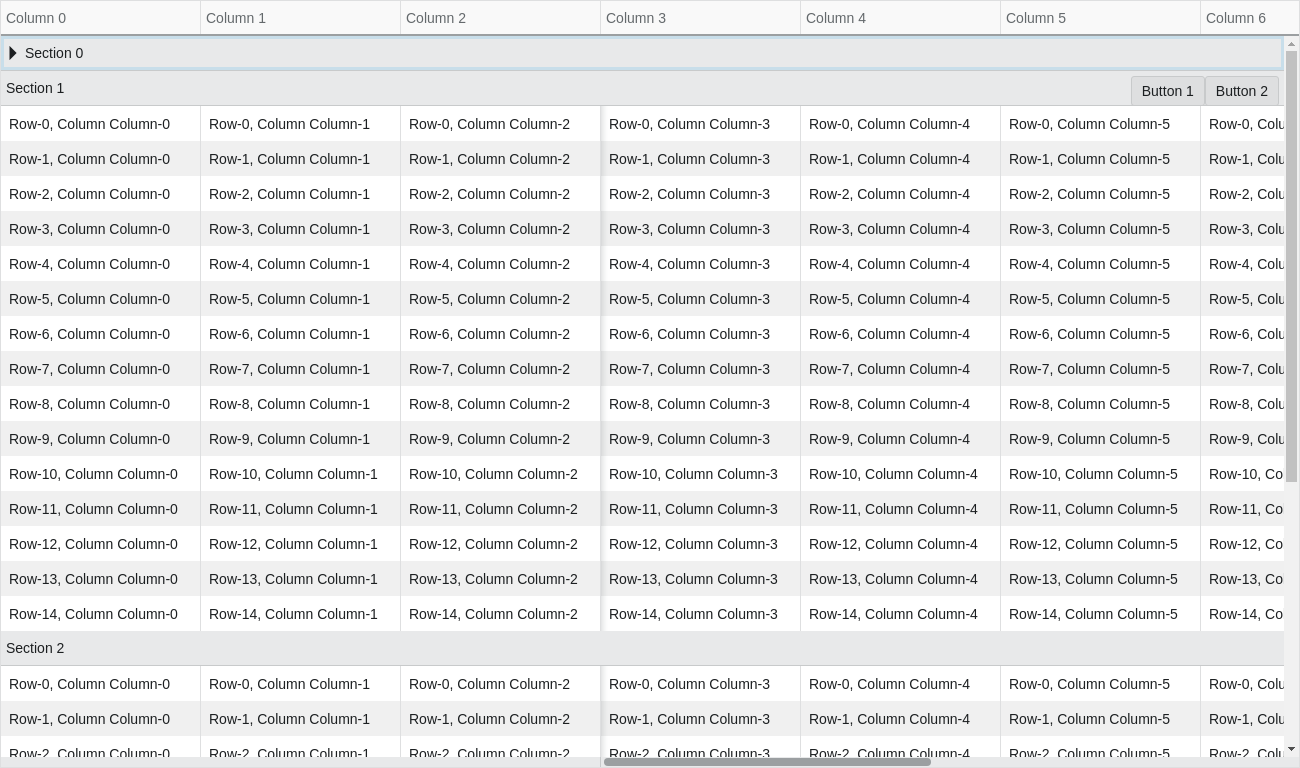 Column 0 Column 1 Column 2 Column 3 Column 4 Column 5 Column 6
Section 0
Section 1 Button 1 Button 2
Row-0, Column Column-0 Row-0, Column Column-1 Row-0, Column Column-2 Row-0, Column Column-3 Row-0, Column Column-4 Row-0, Column Column-5 Row-0, Colu
Row-1, Column Column-0 Row-1, Column Column-1 Row-1, Column Column-2 Row-1, Column Column-3 Row-1, Column Column-4 Row-1, Column Column-5 Row-1, Colu
Row-2, Column Column-0 Row-2, Column Column-1 Row-2, Column Column-2 Row-2, Column Column-3 Row-2, Column Column-4 Row-2, Column Column-5 Row-2, Colu
Row-3, Column Column-0 Row-3, Column Column-1 Row-3, Column Column-2 Row-3, Column Column-3 Row-3, Column Column-4 Row-3, Column Column-5 Row-3, Colu
Row-4, Column Column-0 Row-4, Column Column-1 Row-4, Column Column-2 Row-4, Column Column-3 Row-4, Column Column-4 Row-4, Column Column-5 Row-4, Colu
Row-5, Column Column-0 Row-5, Column Column-1 Row-5, Column Column-2 Row-5, Column Column-3 Row-5, Column Column-4 Row-5, Column Column-5 Row-5, Colu
Row-6, Column Column-0 Row-6, Column Column-1 Row-6, Column Column-2 Row-6, Column Column-3 Row-6, Column Column-4 Row-6, Column Column-5 Row-6, Colu
Row-7, Column Column-0 Row-7, Column Column-1 Row-7, Column Column-2 Row-7, Column Column-3 Row-7, Column Column-4 Row-7, Column Column-5 Row-7, Colu
Row-8, Column Column-0 Row-8, Column Column-1 Row-8, Column Column-2 Row-8, Column Column-3 Row-8, Column Column-4 Row-8, Column Column-5 Row-8, Colu
Row-9, Column Column-0 Row-9, Column Column-1 Row-9, Column Column-2 Row-9, Column Column-3 Row-9, Column Column-4 Row-9, Column Column-5 Row-9, Colu
Row-10, Column Column-0 Row-10, Column Column-1 Row-10, Column Column-2 Row-10, Column Column-3 Row-10, Column Column-4 Row-10, Column Column-5 Row-10, Co
Row-11, Column Column-0 Row-11, Column Column-1 Row-11, Column Column-2 Row-11, Column Column-3 Row-11, Column Column-4 Row-11, Column Column-5 Row-11, Co
Row-12, Column Column-0 Row-12, Column Column-1 Row-12, Column Column-2 Row-12, Column Column-3 Row-12, Column Column-4 Row-12, Column Column-5 Row-12, Co
Row-13, Column Column-0 Row-13, Column Column-1 Row-13, Column Column-2 Row-13, Column Column-3 Row-13, Column Column-4 Row-13, Column Column-5 Row-13, Co
Row-14, Column Column-0 Row-14, Column Column-1 Row-14, Column Column-2 Row-14, Column Column-3 Row-14, Column Column-4 Row-14, Column Column-5 Row-14, Co
Section 2
Row-0, Column Column-0 Row-0, Column Column-1 Row-0, Column Column-2 Row-0, Column Column-3 Row-0, Column Column-4 Row-0, Column Column-5 Row-0, Colu
Row-1, Column Column-0 Row-1, Column Column-1 Row-1, Column Column-2 Row-1, Column Column-3 Row-1, Column Column-4 Row-1, Column Column-5 Row-1, Colu
Row-2, Column Column-0 Row-2, Column Column-1 Row-2, Column Column-2 Row-2, Column Column-3 Row-2, Column Column-4 Row-2, Column Column-5 Row-2, Colu